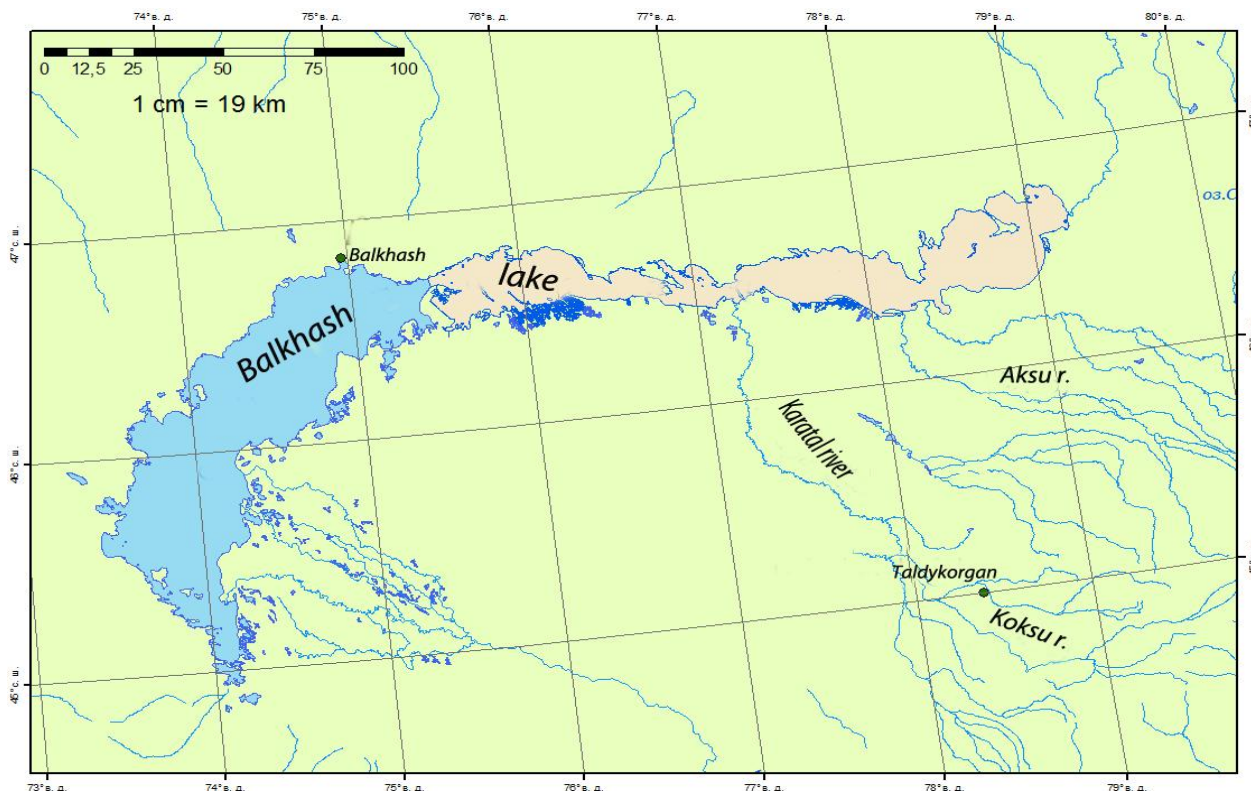 74°в. д. 75°в. д. 76°в. д. 77°в. д. 78°в. д. 79°в. д. 80°в. д.
0 12,5 25 50 75 100
1 cm = 19 km
оз.С
47°с. ш.
Balkhash
lake
Balkhash
Aksu r.
Karatal river
Taldykorgan
Koksu r.
45°с. ш.
73°в. д. 74°в. д. 75°в. д. 76°в. д. 77°в. д. 78°в. д. 79°в. д.